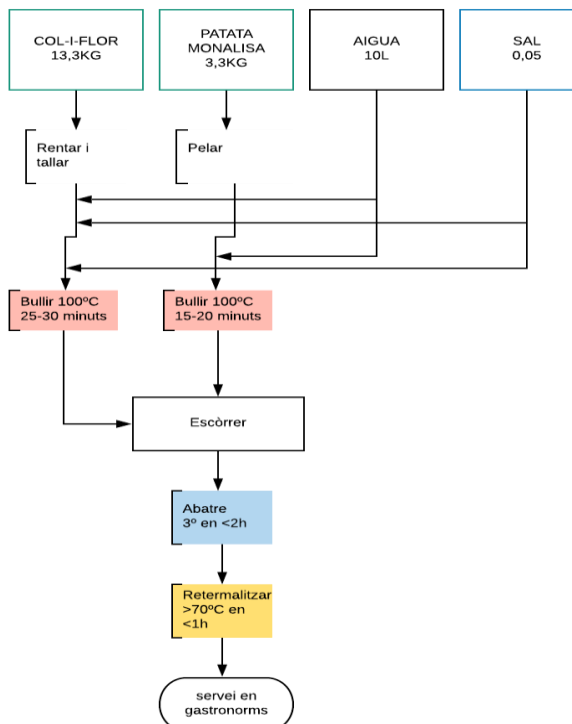 COL-I-FLOR
13,3KG
PATATA
MONALISA
3,3KG
AIGUA
10L
SAL
0,05
Rentar i
tallar
Pelar
Bullir 100ºC
25-30 minuts
Bullir 100ºC
15-20 minuts
Escòrrer
Abatre
3º en <2h
Retermalitzar
>70ºC en
<1h
servei en
gastronorms